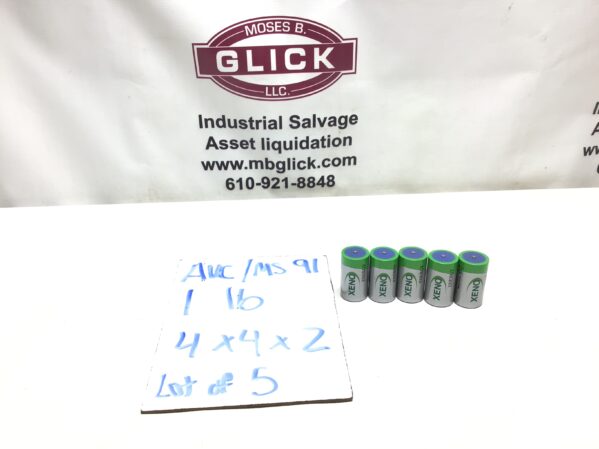 MOSES B.
GLICK
LLC.
Industrial Salvage
Asset liquidation
www.mbglick.com
610-921-8848
AUC/MS 91
1 lb
4 x 4 x 2
Lot of 5
XENO
XENO
XENO
XENO
XENO